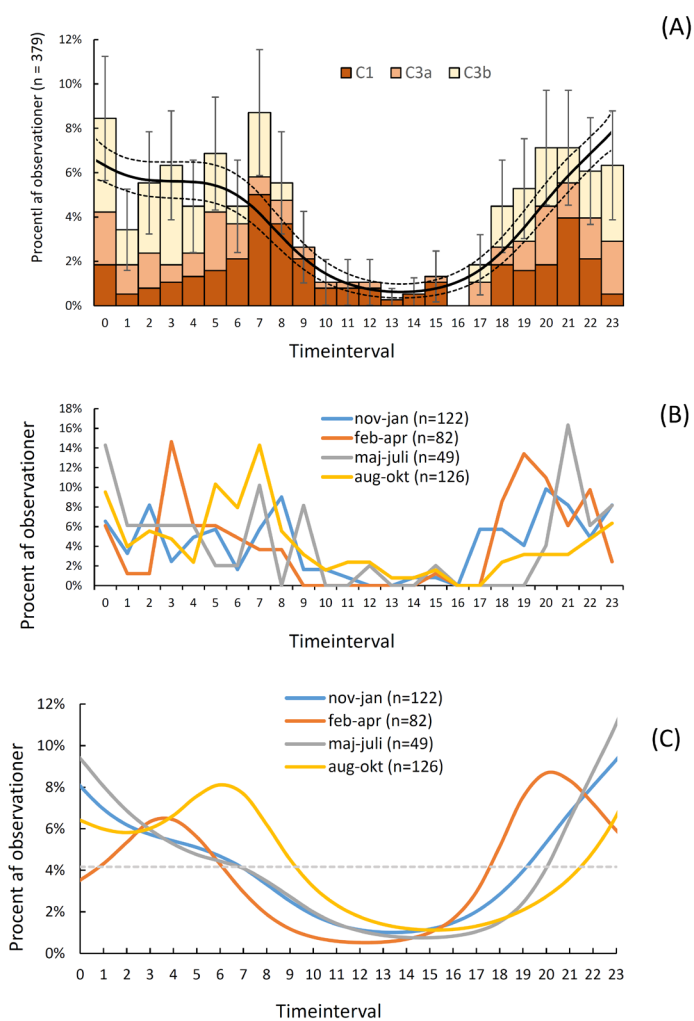 (A)
Procentl af observationer (n = 379)
12%
10%
8%
6%
4%
2%
0%
C1 C3a C3b
0 1 2 3 4 5 6 7 8 9 10 11 12 13 14 15 16 17 18 19 20 21 22 23
Timeinterval
(B)
Procent af observationer
18%
16%
14%
12%
10%
8%
6%
4%
2%
0%
nov-jan (n=122)
feb-apr (n=82)
maj-juli (n=49)
aug-okt (n=126)
0 1 2 3 4 5 6 7 8 9 10 11 12 13 14 15 16 17 18 19 20 21 22 23
Timeinterval
(C)
Procent af observationer
12%
10%
8%
6%
4%
2%
0%
nov-jan (n=122)
feb-apr (n=82)
maj-juli (n=49)
aug-okt (n=126)
0 1 2 3 4 5 6 7 8 9 10 11 12 13 14 15 16 17 18 19 20 21 22 23
Timeinterval